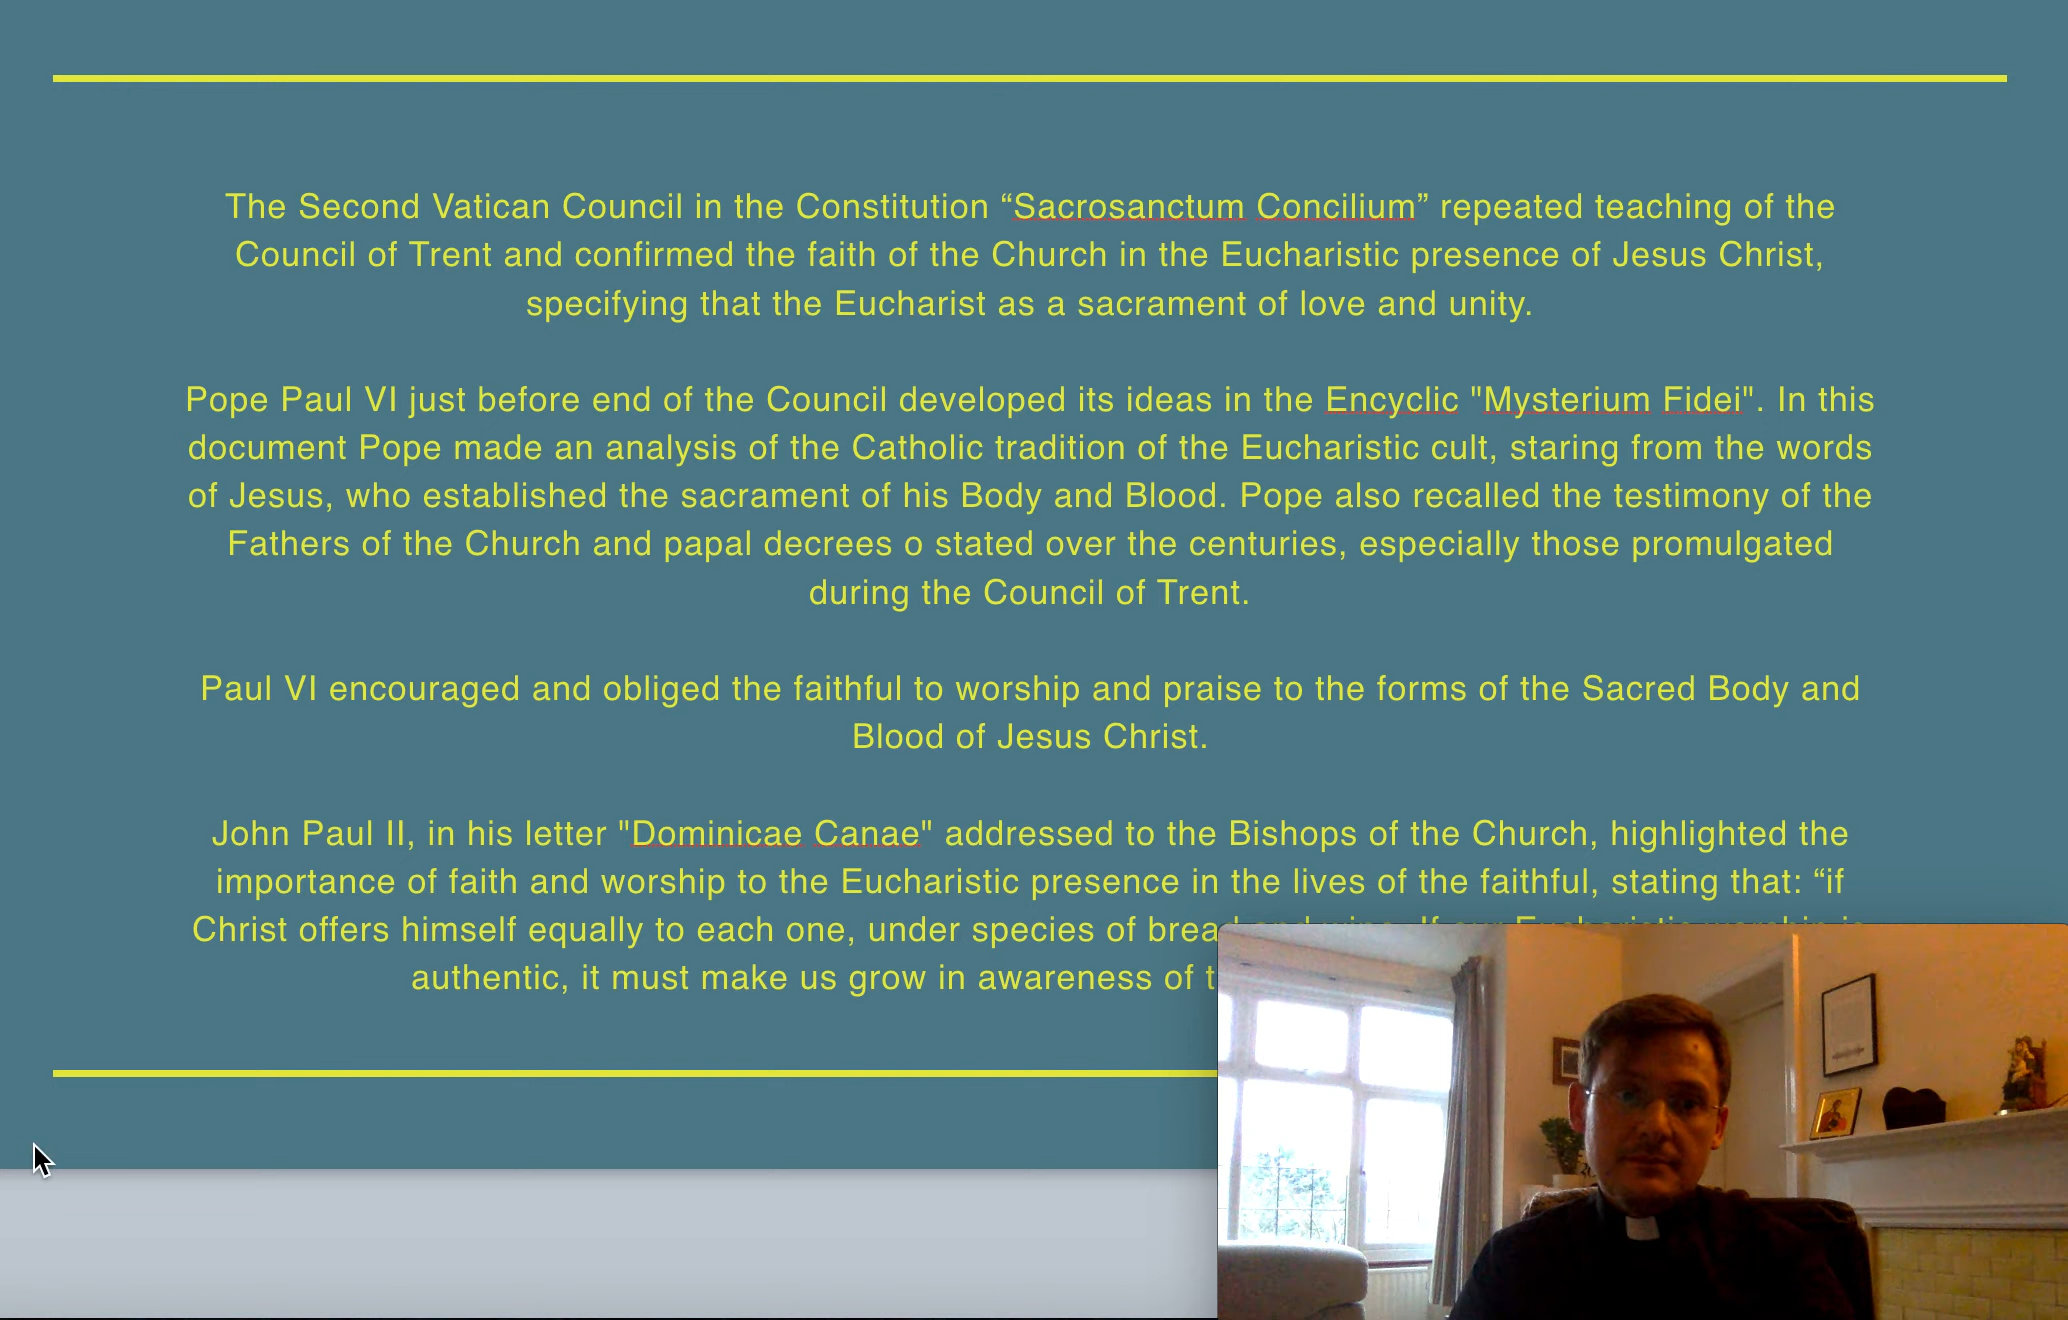 The Second Vatican Council in the Constitution “Sacrosanctum Concilium” repeated teaching of the
Council of Trent and confirmed the faith of the Church in the Eucharistic presence of Jesus Christ,
specifying that the Eucharist as a sacrament of love and unity.
Pope Paul VI just before end of the Council developed its ideas in the Encyclic "Mysterium Fidei". In this
document Pope made an analysis of the Catholic tradition of the Eucharistic cult, staring from the words
of Jesus, who established the sacrament of his Body and Blood. Pope also recalled the testimony of the
Fathers of the Church and papal decrees o stated over the centuries, especially those promulgated
during the Council of Trent.
Paul VI encouraged and obliged the faithful to worship and praise to the forms of the Sacred Body and
Blood of Jesus Christ.
John Paul II, in his letter "Dominicae Canae" addressed to the Bishops of the Church, highlighted the
importance of faith and worship to the Eucharistic presence in the lives of the faithful, stating that: “if
Christ offers himself equally to each one, under species of bread and wine. If our Eucharistic worship is
authentic, it must make us grow in awareness of